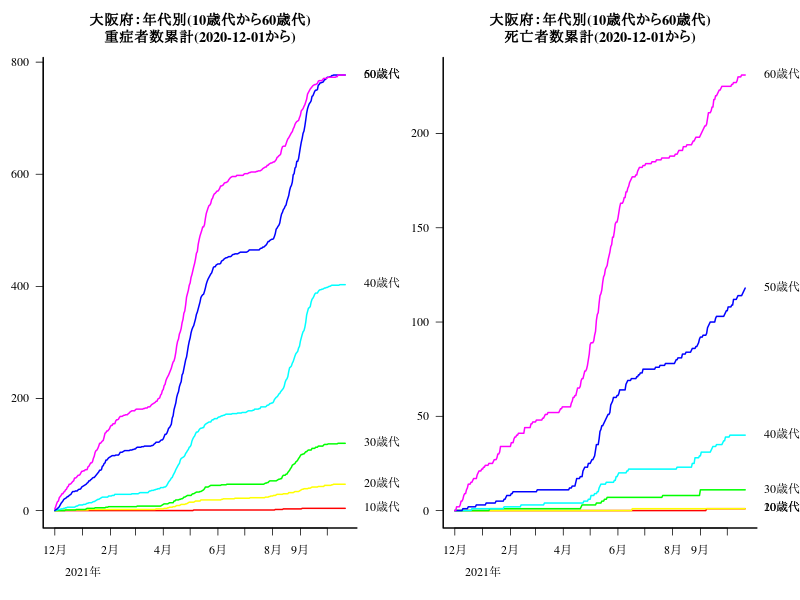 大阪府：年代別(10歳代から60歳代)
重症者数累計(2020-12-01から)
800
600
400
200
0
60歳代
40歳代
30歳代
20歳代
10歳代
12月
2月
4月
6月
8月
9月
2021年
大阪府：年代別(10歳代から60歳代)
死亡者数累計(2020-12-01から)
200
150
100
50
0
60歳代
50歳代
40歳代
30歳代
20歳代
12月
2月
4月
6月
8月
9月
2021年